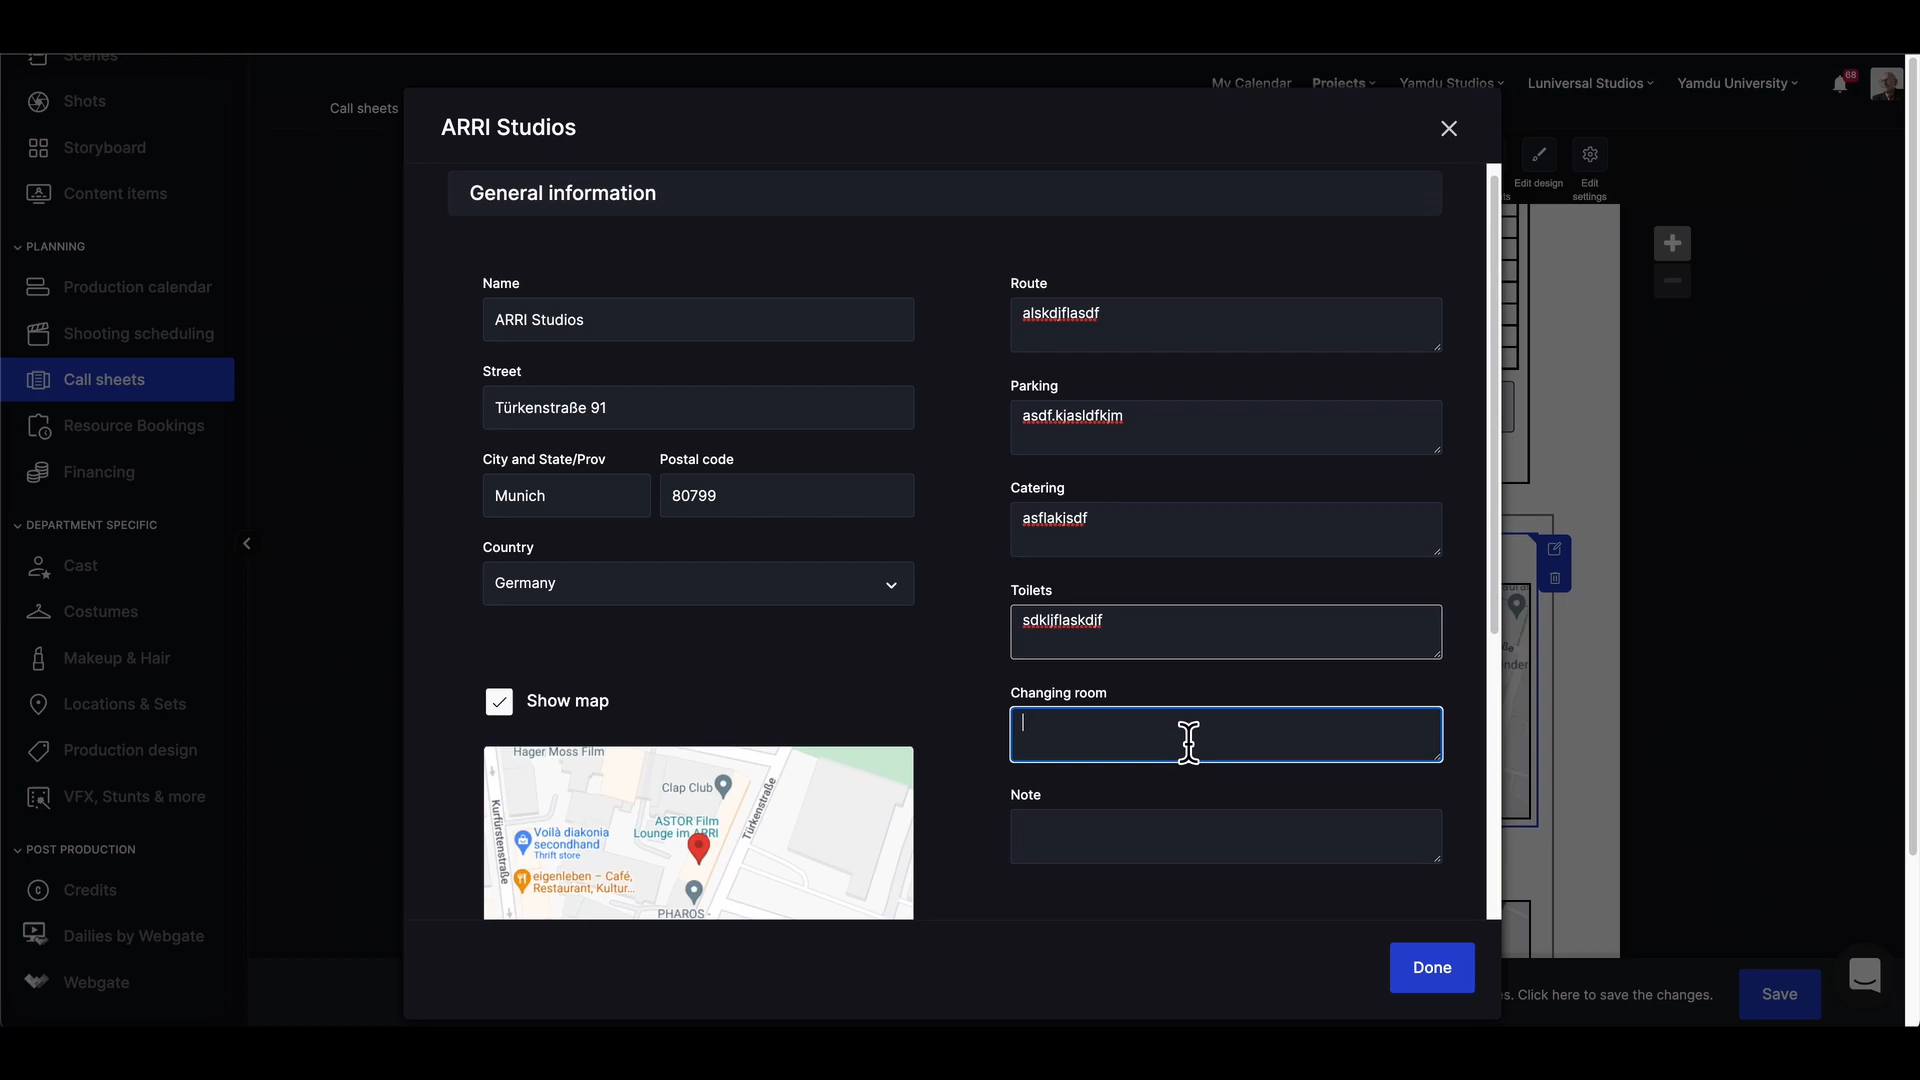 Scenes
Shots
Storyboard
Content items
PLANNING
Production calendar
Shooting scheduling
Call sheets
Resource Bookings
Financing
DEPARTMENT SPECIFIC
Cast
Costumes
Makeup & Hair
Locations & Sets
Production design
VFX, Stunts & more
POST PRODUCTION
Credits
Dailies by Webgate
Webgate
Call sheets
My Calendar
Projects
Yamdu Studios
Luniversal Studios
Yamdu University
68
Edit design
Edit
settings
ARRI Studios
General information
Name
ARRI Studios
Street
Türkenstraße 91
City and State/Prov
Postal code
Munich
80799
Country
Germany
Show map
Hager Moss Film
Clap Club
Kurfürstenstraße
Türkenstraße
ASTOR Film
Lounge im ARRI
Voilà diakonia
secondhand
Thrift store
eigenleben – Café,
Restaurant, Kultur...
PHAROS -
Route
alskdjflasdf
Parking
asdf.kjasldfkjm
Catering
asflakjsdf
Toilets
sdkljflaskdjf
Changing room
Note
Done
Click here to save the changes.
Save